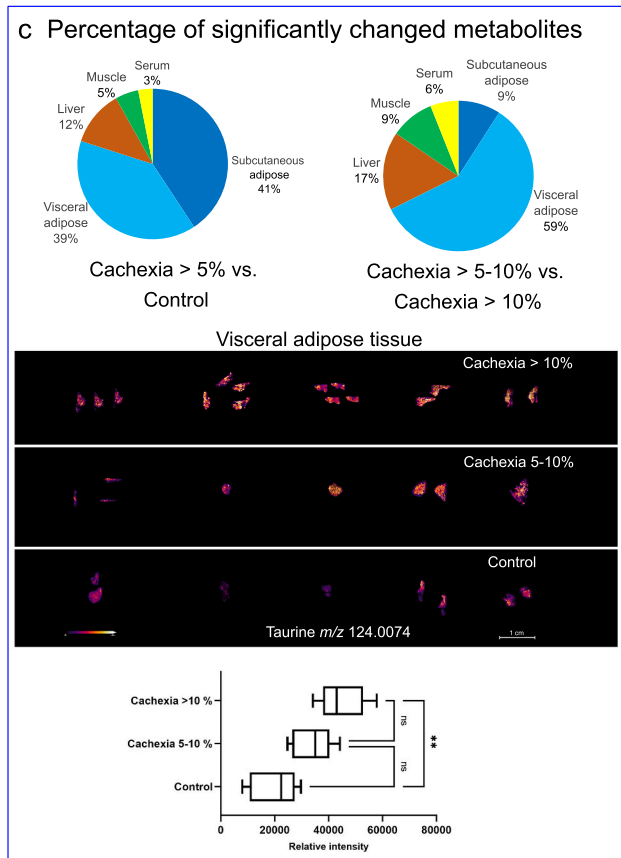 c Percentage of significantly changed metabolites
Serum
3%
Muscle
5%
Liver
12%
Subcutaneous
adipose
41%
Visceral
adipose
39%
Cachexia > 5% vs.
Control
Subcutaneous
adipose
9%
Serum
6%
Muscle
9%
Liver
17%
Visceral
adipose
59%
Cachexia > 5-10% vs.
Cachexia > 10%
Visceral adipose tissue
Cachexia > 10%
Cachexia 5-10%
Control
Taurine m/z 124.0074
1 cm
Cachexia >10 %
Cachexia 5-10 %
Control
ns
ns
**
0 20000 40000 60000 80000
Relative intensity